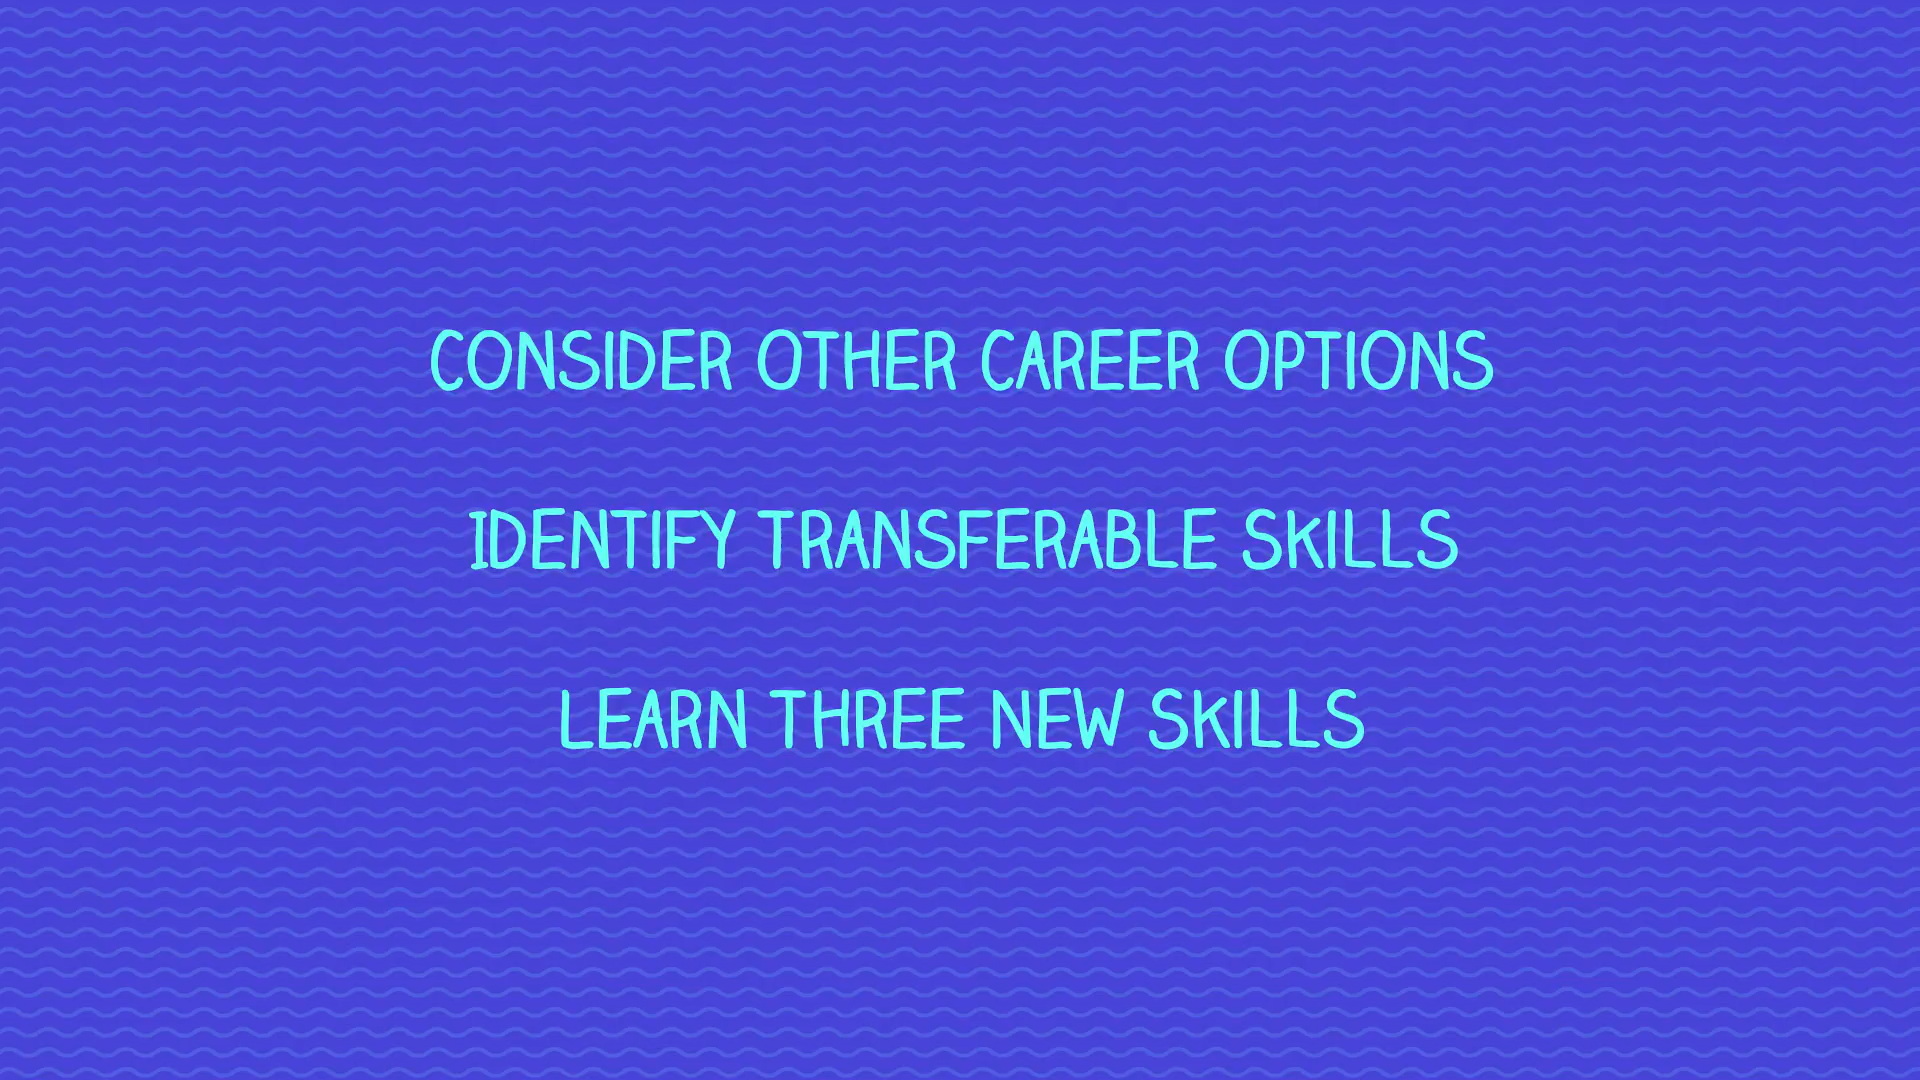 CONSIDER OTHER CAREER OPTIONS
IDENTIFY TRANSFERABLE SKILLS
LEARN THREE NEW SKILLS